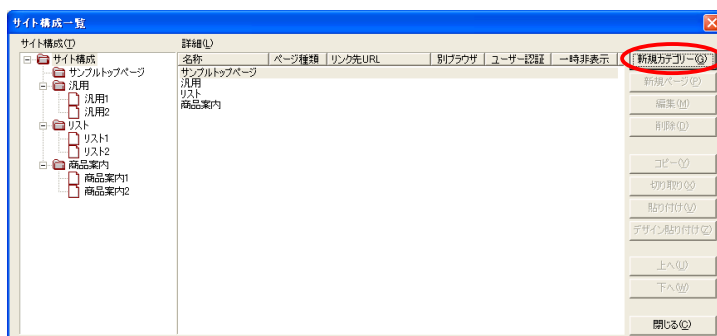 サイト構成一覧
サイト構成(T)
詳細(L)
サイト構成
サンプルトップページ
汎用
汎用1
汎用2
リスト
リスト1
リスト2
商品案内
商品案内1
商品案内2
名称 ページ種類 リンク先URL 別ブラウザ ユーザー認証 一時非表示
サンプルトップページ
汎用
リスト
商品案内
新規カテゴリー(G)
新規ページ(P)
編集(M)
削除(D)
コピー(Y)
切り取り(X)
貼り付け(V)
デザイン貼り付け(Z)
上へ(U)
下へ(W)
閉じる(C)